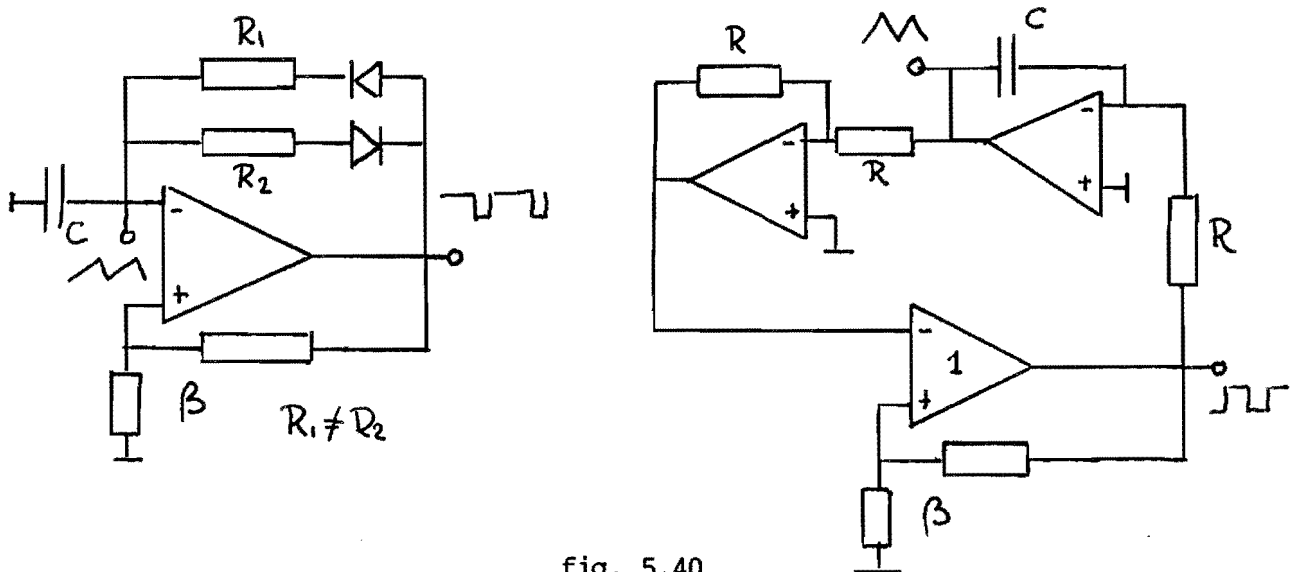 R₁
R₂
C
-
+
β
R₁ ≠ R₂
R
C
-
+
R
-
+
R
-
1
+
β
fig. 5.40